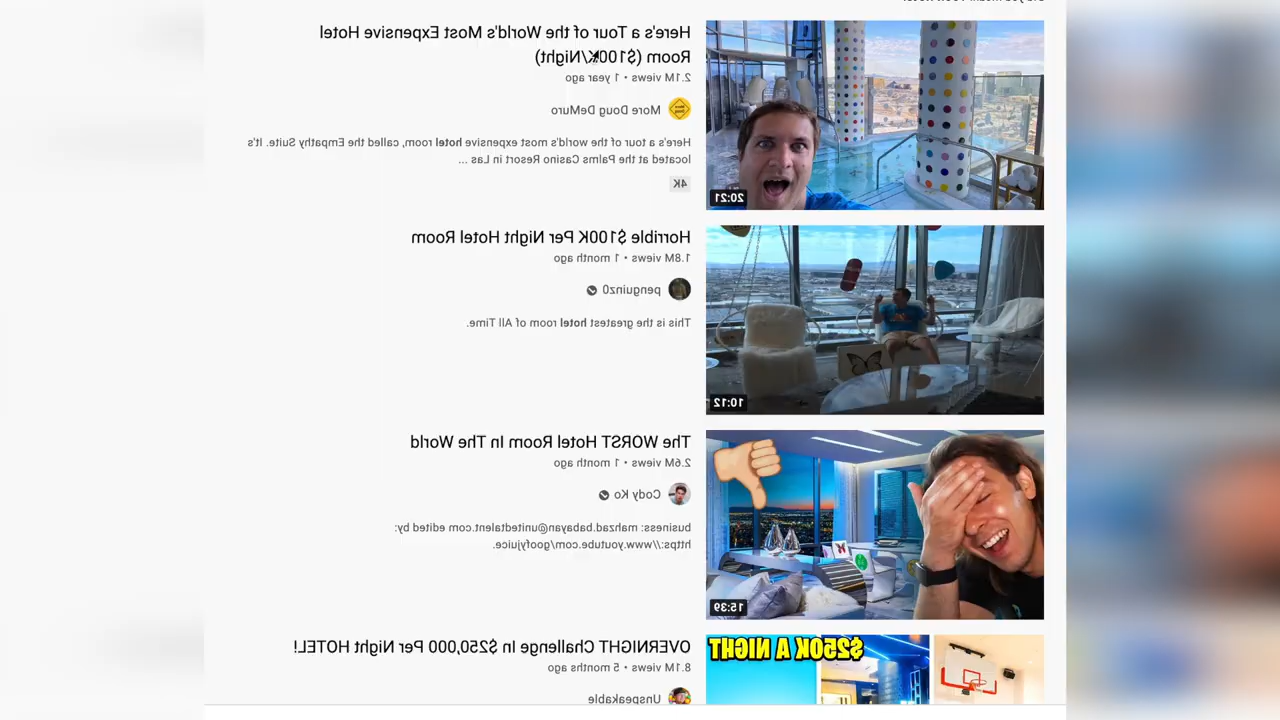 Here's a Tour of the World's Most Expensive Hotel
Room ($100K/Night)
2.1M views • 1 year ago
More Doug DeMuro
Here's a tour of the world's most expensive hotel room, called the Empathy Suite. It's
located at the Palms Casino Resort in Las ...
4K
20:21
Horrible $100K Per Night Hotel Room
1.8M views • 1 month ago
penguinz0
This is the greatest hotel room of All Time.
10:12
The WORST Hotel Room In The World
2.6M views • 1 month ago
Cody Ko
business: mahzad.babayan@unitedtalent.com edited by:
https://www.youtube.com/goofyjuice.
15:39
OVERNIGHT Challenge In $250,000 Per Night HOTEL!
8.1M views • 5 months ago
Unspeakable
$250K A NIGHT